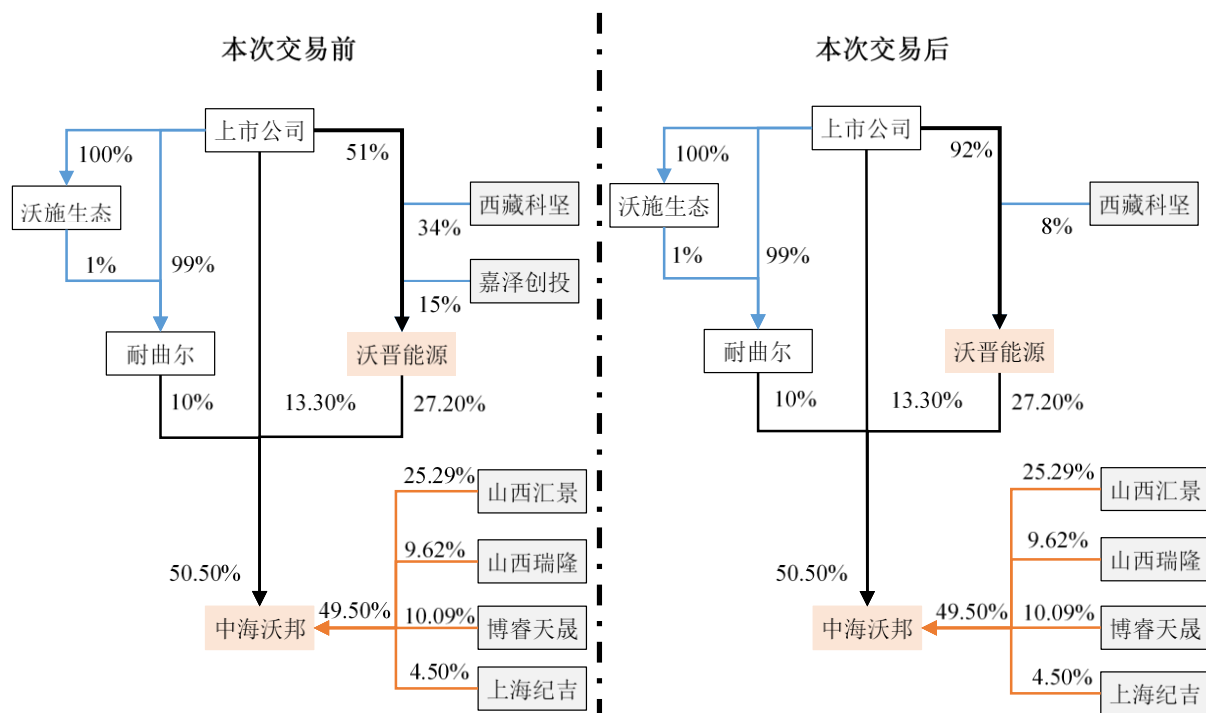 本次交易前
上市公司
100%
51%
沃施生态
西藏科坚
34%
1%
99%
嘉泽创投
15%
耐曲尔
沃晋能源
10%
13.30%
27.20%
25.29%
山西汇景
9.62%
山西瑞隆
50.50%
中海沃邦
49.50%
10.09%
博睿天晟
4.50%
上海纪吉
本次交易后
上市公司
100%
92%
沃施生态
西藏科坚
8%
1%
99%
耐曲尔
沃晋能源
10%
13.30%
27.20%
25.29%
山西汇景
9.62%
山西瑞隆
50.50%
中海沃邦
49.50%
10.09%
博睿天晟
4.50%
上海纪吉